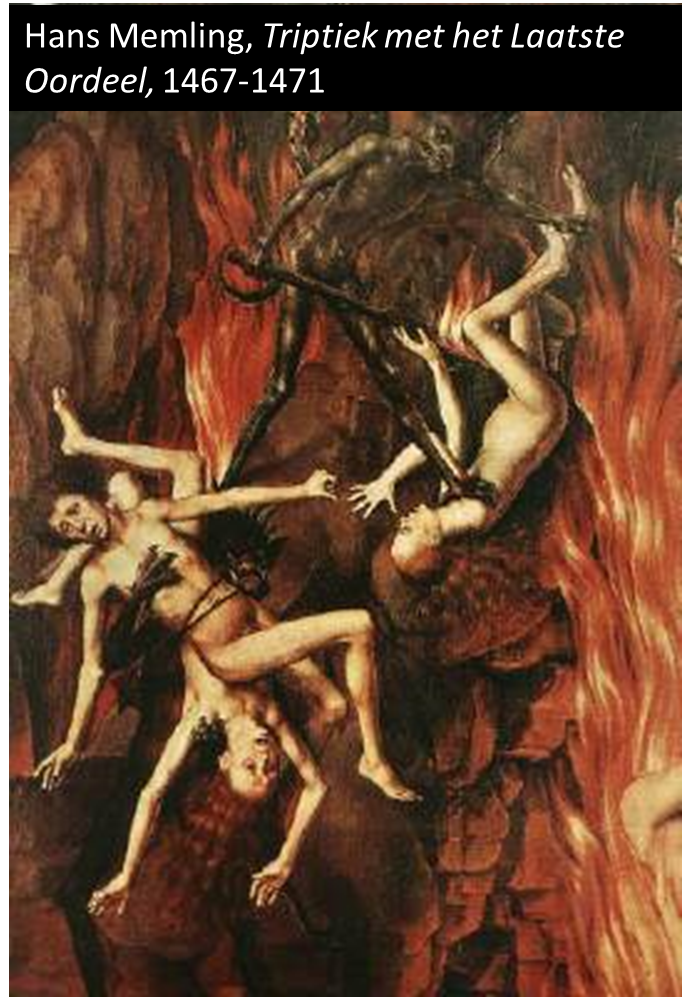 Hans Memling, Triptiek met het Laatste
Oordeel, 1467-1471